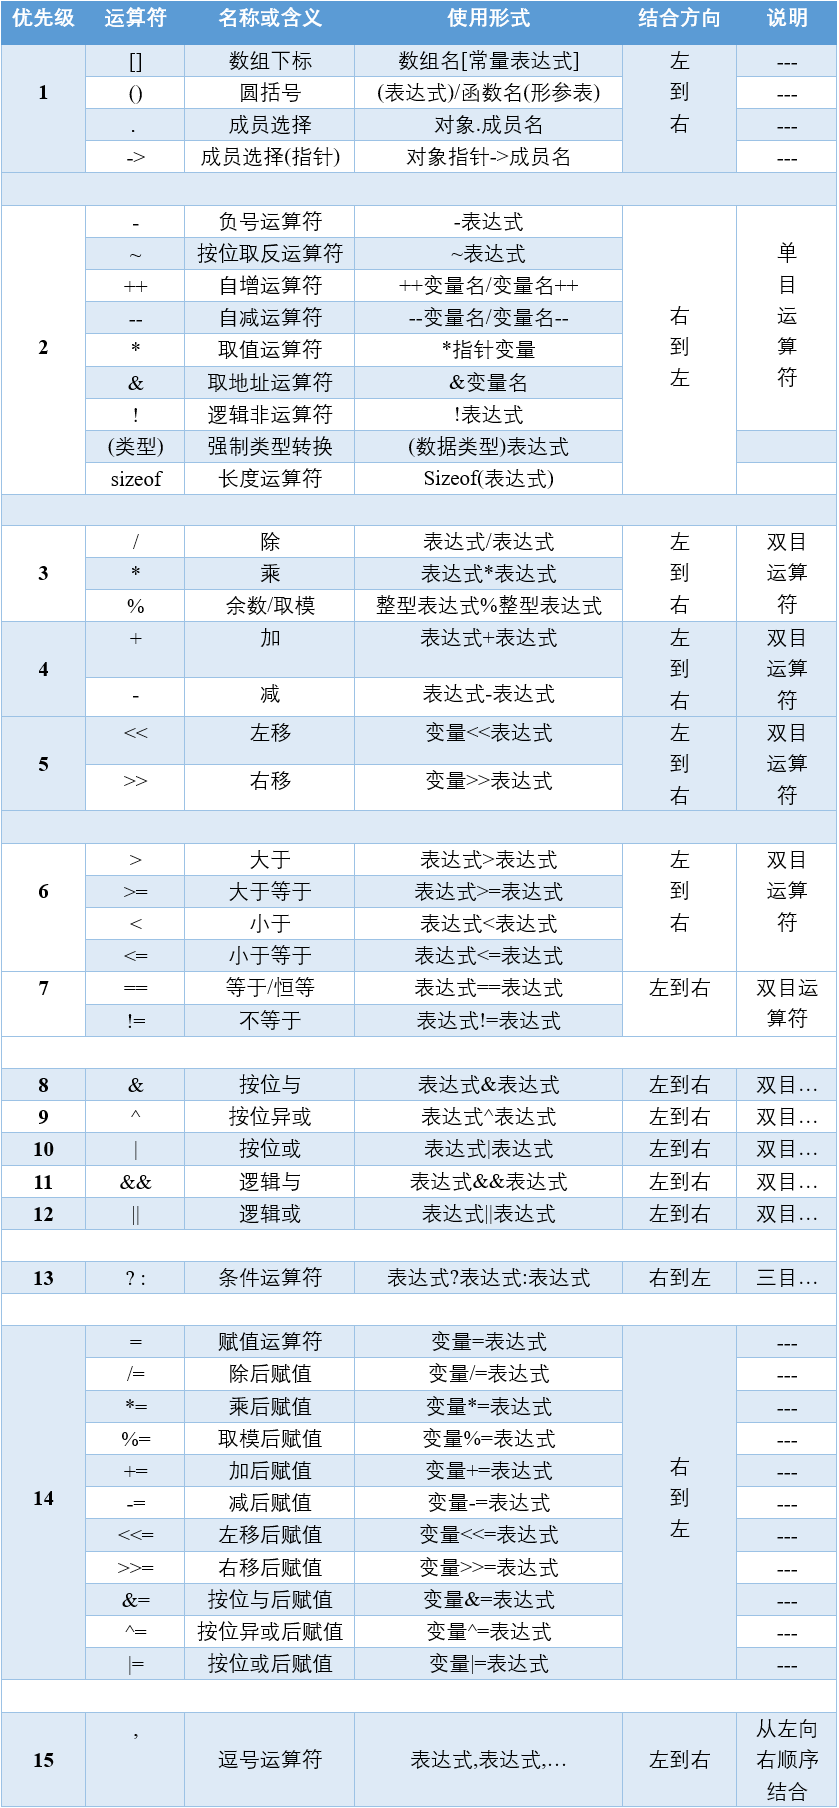 优先级 运算符 名称或含义 使用形式 结合方向 说明
1 [] 数组下标 数组名[常量表达式] 左到右 ---
() 圆括号 (表达式)/函数名(形参表) ---
. 成员选择 对象.成员名 ---
-> 成员选择(指针) 对象指针->成员名 ---
2 - 负号运算符 -表达式 右到左 单目运算符
~ 按位取反运算符 ~表达式
++ 自增运算符 ++变量名/变量名++
-- 自减运算符 --变量名/变量名--
* 取值运算符 *指针变量
& 取地址运算符 &变量名
! 逻辑非运算符 !表达式
(类型) 强制类型转换 (数据类型)表达式
sizeof 长度运算符 Sizeof(表达式)
3 / 除 表达式/表达式 左到右 双目运算符
* 乘 表达式*表达式
% 余数/取模 整型表达式%整型表达式
4 + 加 表达式+表达式 左到右 双目运算符
- 减 表达式-表达式
5 << 左移 变量<<表达式 左到右 双目运算符
>> 右移 变量>>表达式
6 > 大于 表达式>表达式 左到右 双目运算符
>= 大于等于 表达式>=表达式
< 小于 表达式<表达式
<= 小于等于 表达式<=表达式
7 == 等于/恒等 表达式==表达式 左到右 双目运算符
!= 不等于 表达式!=表达式
8 & 按位与 表达式&表达式 左到右 双目…
9 ^ 按位异或 表达式^表达式 左到右 双目…
10 | 按位或 表达式|表达式 左到右 双目…
11 && 逻辑与 表达式&&表达式 左到右 双目…
12 || 逻辑或 表达式||表达式 左到右 双目…
13 ? : 条件运算符 表达式?表达式:表达式 右到左 三目…
14 = 赋值运算符 变量=表达式 右到左 ---
/= 除后赋值 变量/=表达式 ---
*= 乘后赋值 变量*=表达式 ---
%= 取模后赋值 变量%=表达式 ---
+= 加后赋值 变量+=表达式 ---
-= 减后赋值 变量-=表达式 ---
<<= 左移后赋值 变量<<=表达式 ---
>>= 右移后赋值 变量>>=表达式 ---
&= 按位与后赋值 变量&=表达式 ---
^= 按位异或后赋值 变量^=表达式 ---
|= 按位或后赋值 变量|=表达式 ---
15 , 逗号运算符 表达式,表达式,… 左到右 从左向右顺序结合